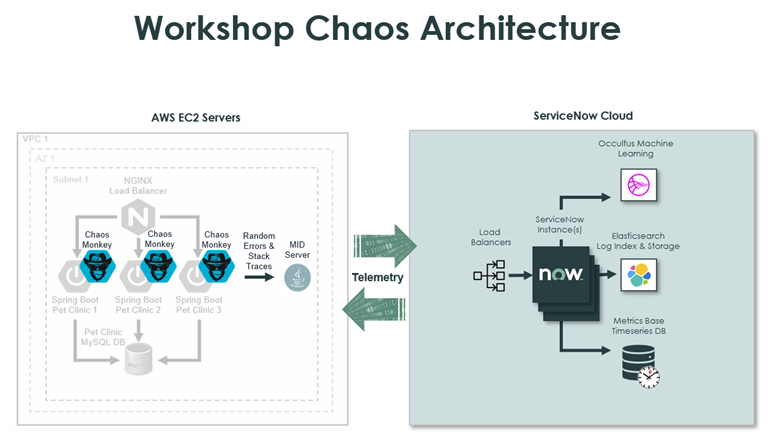 Workshop Chaos Architecture
AWS EC2 Servers
ServiceNow Cloud
VPC 1
AZ 1
Subnet 1
NGINX
Load Balancer
Chaos
Monkey
Chaos
Monkey
Chaos
Monkey
Random
Errors &
Stack
Traces
MID
Server
Spring Boot
Pet Clinic 1
Spring Boot
Pet Clinic 2
Spring Boot
Pet Clinic 3
Pet Clinic
MySQL DB
Telemetry
Load
Balancers
ServiceNow
Instance(s)
now
Occultus Machine
Learning
Elasticsearch
Log Index & Storage
Metrics Base
Timeseries DB